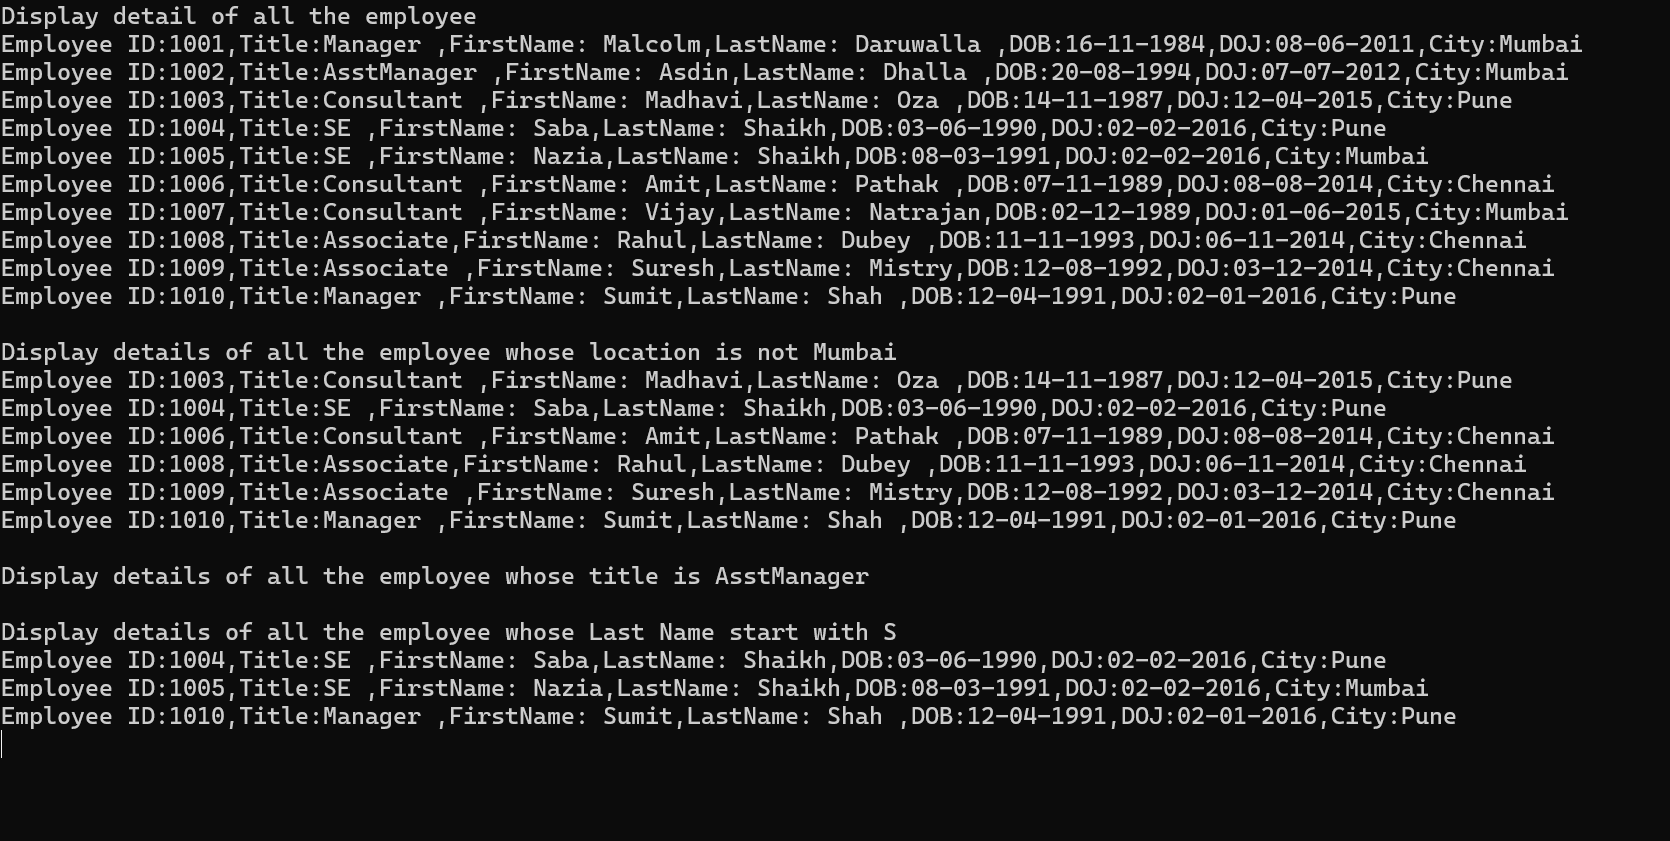 Display detail of all the employee
Employee ID:1001,Title:Manager ,FirstName: Malcolm,LastName: Daruwalla ,DOB:16-11-1984,DOJ:08-06-2011,City:Mumbai
Employee ID:1002,Title:AsstManager ,FirstName: Asdin,LastName: Dhalla ,DOB:20-08-1994,DOJ:07-07-2012,City:Mumbai
Employee ID:1003,Title:Consultant ,FirstName: Madhavi,LastName: Oza ,DOB:14-11-1987,DOJ:12-04-2015,City:Pune
Employee ID:1004,Title:SE ,FirstName: Saba,LastName: Shaikh,DOB:03-06-1990,DOJ:02-02-2016,City:Pune
Employee ID:1005,Title:SE ,FirstName: Nazia,LastName: Shaikh,DOB:08-03-1991,DOJ:02-02-2016,City:Mumbai
Employee ID:1006,Title:Consultant ,FirstName: Amit,LastName: Pathak ,DOB:07-11-1989,DOJ:08-08-2014,City:Chennai
Employee ID:1007,Title:Consultant ,FirstName: Vijay,LastName: Natrajan,DOB:02-12-1989,DOJ:01-06-2015,City:Mumbai
Employee ID:1008,Title:Associate,FirstName: Rahul,LastName: Dubey ,DOB:11-11-1993,DOJ:06-11-2014,City:Chennai
Employee ID:1009,Title:Associate ,FirstName: Suresh,LastName: Mistry,DOB:12-08-1992,DOJ:03-12-2014,City:Chennai
Employee ID:1010,Title:Manager ,FirstName: Sumit,LastName: Shah ,DOB:12-04-1991,DOJ:02-01-2016,City:Pune

Display details of all the employee whose location is not Mumbai
Employee ID:1003,Title:Consultant ,FirstName: Madhavi,LastName: Oza ,DOB:14-11-1987,DOJ:12-04-2015,City:Pune
Employee ID:1004,Title:SE ,FirstName: Saba,LastName: Shaikh,DOB:03-06-1990,DOJ:02-02-2016,City:Pune
Employee ID:1006,Title:Consultant ,FirstName: Amit,LastName: Pathak ,DOB:07-11-1989,DOJ:08-08-2014,City:Chennai
Employee ID:1008,Title:Associate,FirstName: Rahul,LastName: Dubey ,DOB:11-11-1993,DOJ:06-11-2014,City:Chennai
Employee ID:1009,Title:Associate ,FirstName: Suresh,LastName: Mistry,DOB:12-08-1992,DOJ:03-12-2014,City:Chennai
Employee ID:1010,Title:Manager ,FirstName: Sumit,LastName: Shah ,DOB:12-04-1991,DOJ:02-01-2016,City:Pune

Display details of all the employee whose title is AsstManager

Display details of all the employee whose Last Name start with S
Employee ID:1004,Title:SE ,FirstName: Saba,LastName: Shaikh,DOB:03-06-1990,DOJ:02-02-2016,City:Pune
Employee ID:1005,Title:SE ,FirstName: Nazia,LastName: Shaikh,DOB:08-03-1991,DOJ:02-02-2016,City:Mumbai
Employee ID:1010,Title:Manager ,FirstName: Sumit,LastName: Shah ,DOB:12-04-1991,DOJ:02-01-2016,City:Pune